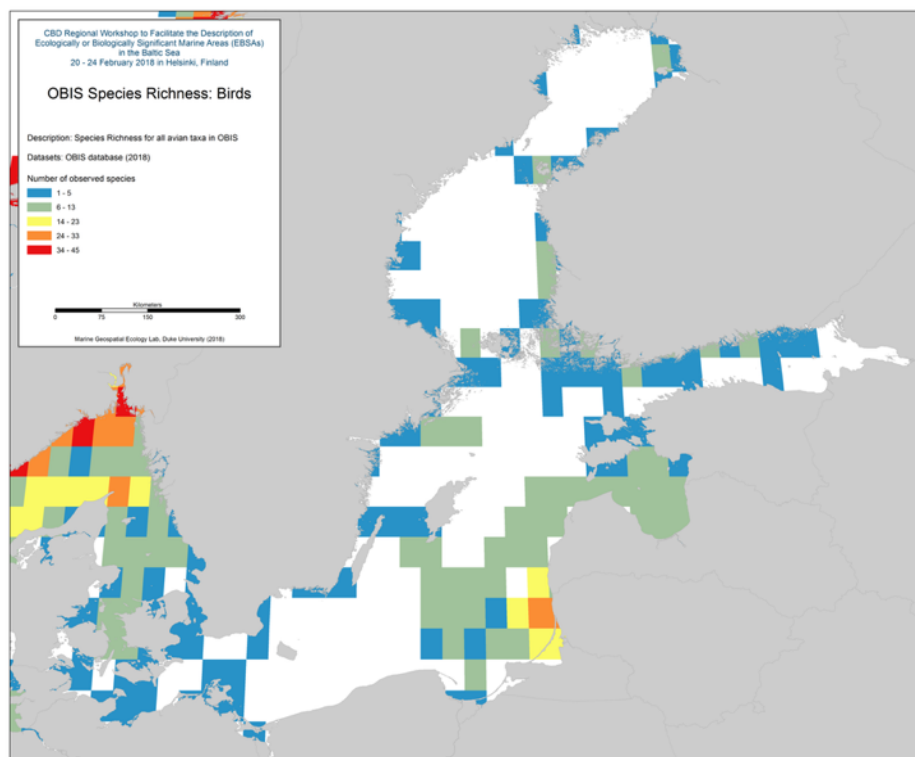 CBD Regional Workshop to Facilitate the Description of
Ecologically or Biologically Significant Marine Areas (EBSAs)
in the Baltic Sea
20 - 24 February 2018 in Helsinki, Finland
OBIS Species Richness: Birds
Description: Species Richness for all avian taxa in OBIS
Datasets: OBIS database (2018)
Number of observed species
1 - 5
6 - 13
14 - 23
24 - 33
34 - 45
Kilometers
0 75 150 300
Marine Geospatial Ecology Lab, Duke University (2018)